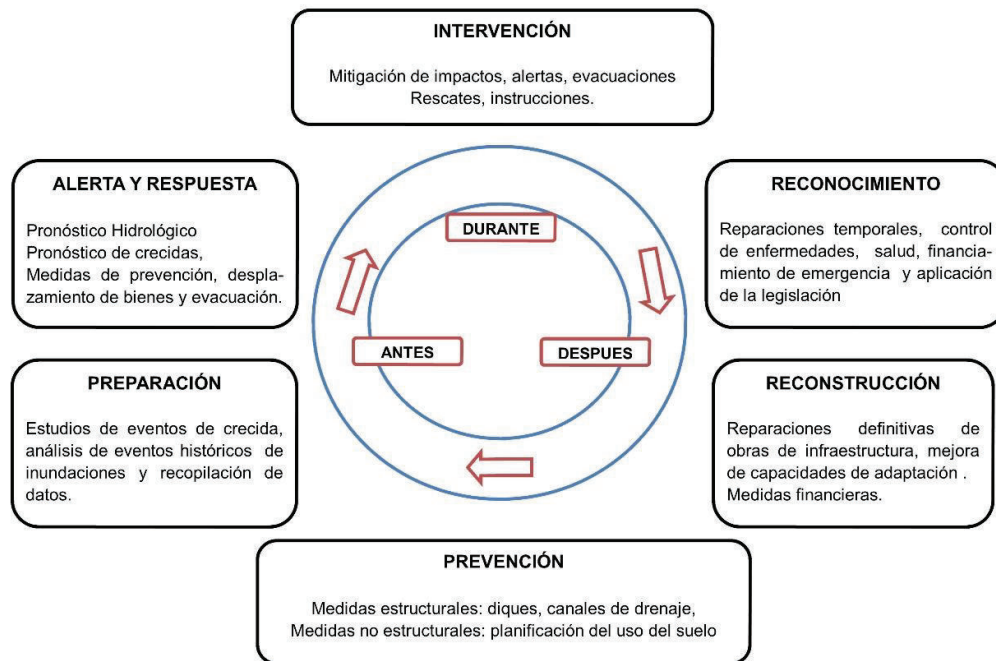 INTERVENCIÓN
Mitigación de impactos, alertas, evacuaciones
Rescates, instrucciones.
ALERTA Y RESPUESTA
Pronóstico Hidrológico
Pronóstico de crecidas,
Medidas de prevención, despla-
zamiento de bienes y evacuación.
DURANTE
RECONOCIMIENTO
Reparaciones temporales, control
de enfermedades, salud, financia-
miento de emergencia y aplicación
de la legislación
ANTES
DESPUES
PREPARACIÓN
Estudios de eventos de crecida,
análisis de eventos históricos de
inundaciones y recopilación de
datos.
RECONSTRUCCIÓN
Reparaciones definitivas de
obras de infraestructura, mejora
de capacidades de adaptación .
Medidas financieras.
PREVENCIÓN
Medidas estructurales: diques, canales de drenaje,
Medidas no estructurales: planificación del uso del suelo